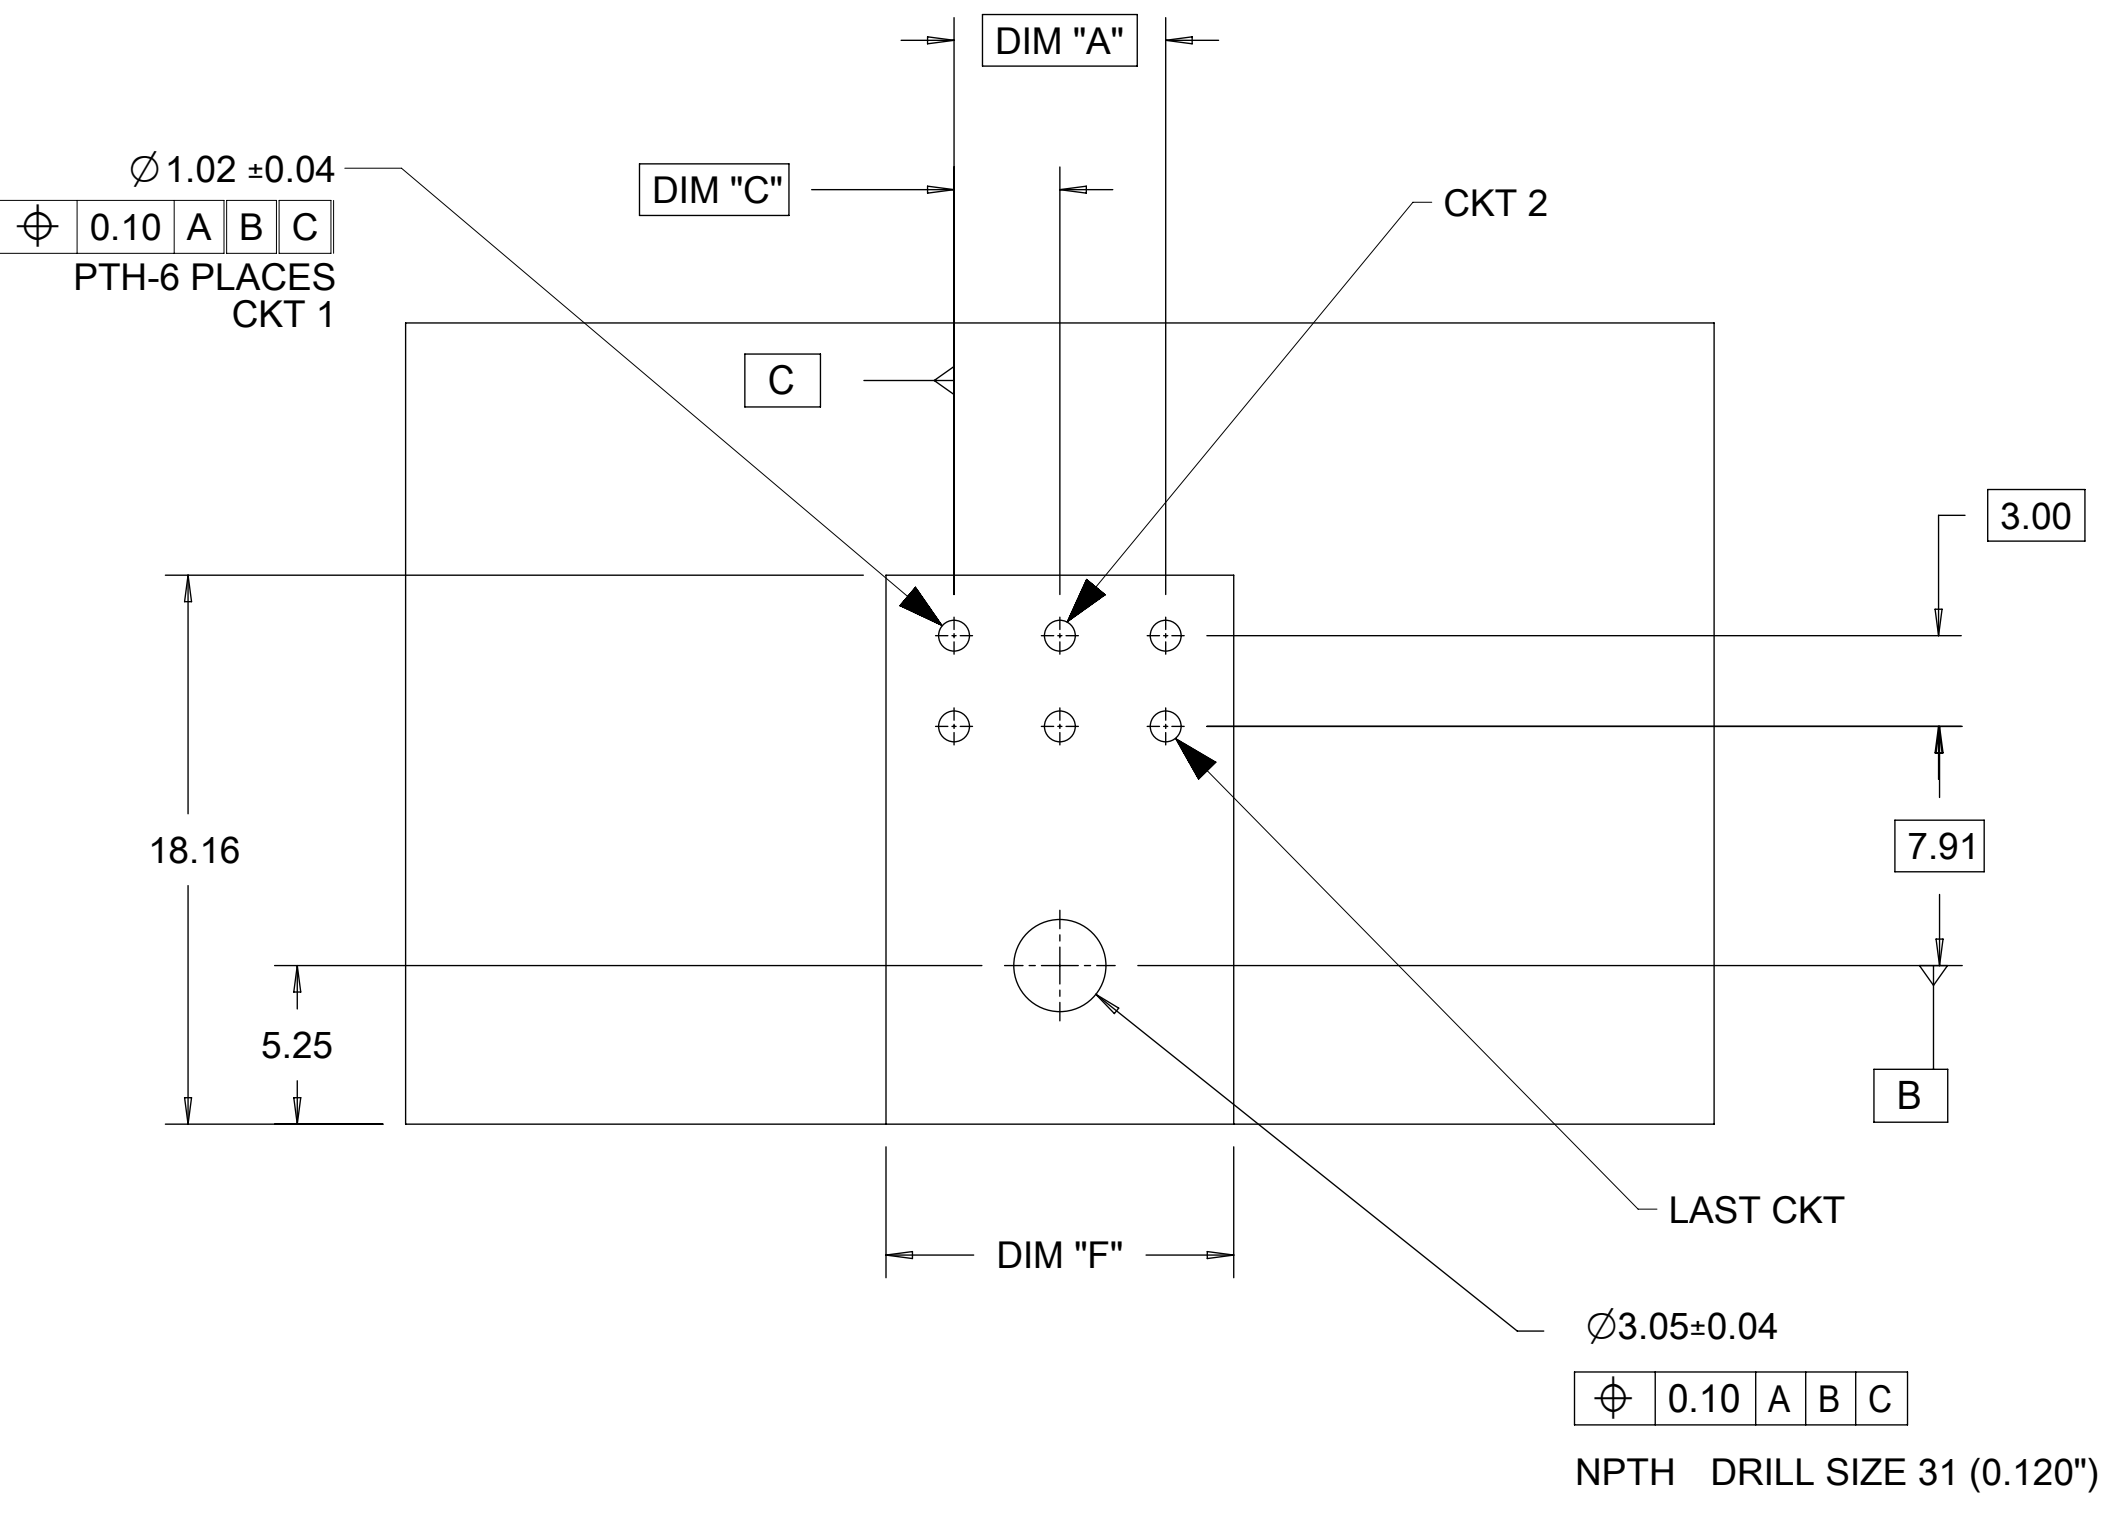 DIM "A"
∅1.02 ±0.04
⌖ 0.10 A B C
PTH-6 PLACES
CKT 1
DIM "C"
CKT 2
C
3.00
18.16
7.91
5.25
B
LAST CKT
DIM "F"
∅3.05±0.04
⌖ 0.10 A B C
NPTH DRILL SIZE 31 (0.120")